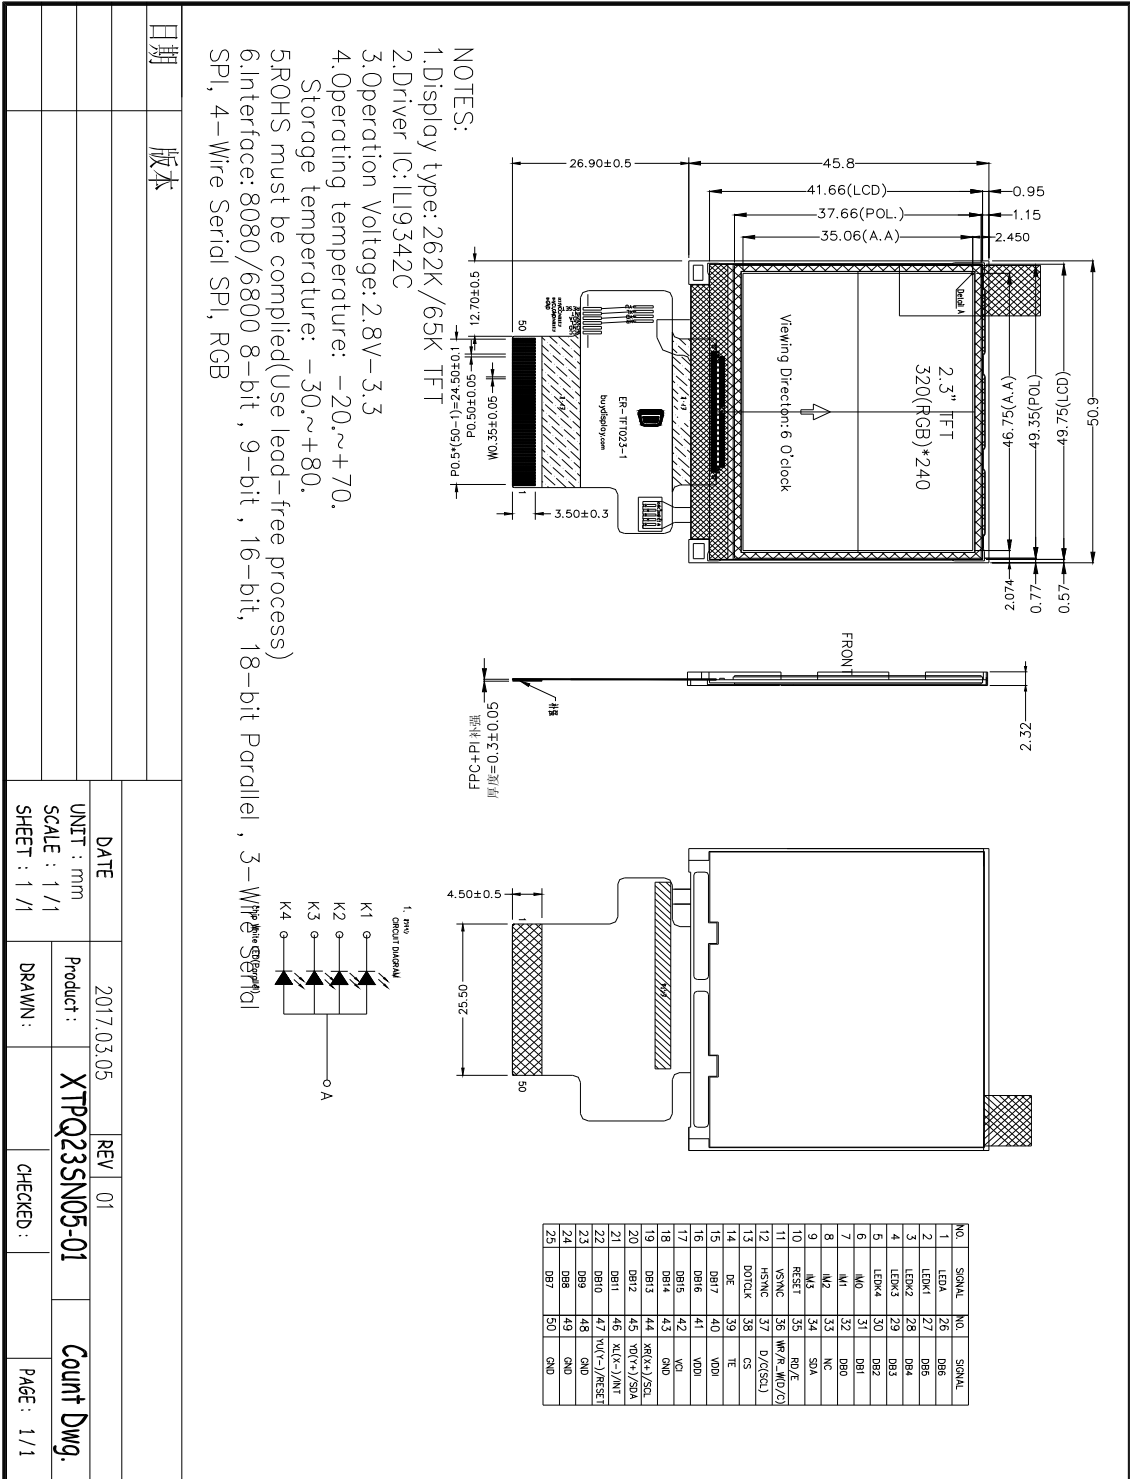 26.90±0.5
45.8
41.66(LCD)
0.95
37.66(POL.)
1.15
35.06(A.A)
2.450
50.9
49.76(LCD)
0.57
49.35(POL)
0.77
46.75(A.A)
2.074
Detail A
2.3" TFT
320(RGB)*240
Viewing Directon:6 O'clock
ER-TFT023-1
buydisplay.com
50
1
12.70±0.5
P0.5*(50-1)=24.50±0.1
P0.50±0.05
W0.35±0.05
3.50±0.3
FRONT
2.32
补强
FPC+PI补强
厚度=0.3±0.05
4.50±0.5
1
50
25.50
NOTES:
1.Display type:262K/65K TFT
2.Driver IC:ILI9342C
3.Operation Voltage:2.8V-3.3
4.Operating temperature: -20.~+70.
Storage temperature: -30.~+80.
5.ROHS must be complied(Use lead-free process)
6.Interface:8080/6800 8-bit , 9-bit , 16-bit, 18-bit Parallel , 3-Wire Serial
SPI, 4-Wire Serial SPI, RGB
1.
CIRCUIT DIAGRAM
K1
K2
K3
K4
A
NO. SIGNAL NO. SIGNAL
1 LEDA 26 DB6
2 LEDK1 27 DB5
3 LEDK2 28 DB4
4 LEDK3 29 DB3
5 LEDK4 30 DB2
6 IM0 31 DB1
7 IM1 32 DB0
8 IM2 33 NC
9 IM3 34 SDA
10 RESET 35 RD/E
11 VSYNC 36 WR/R_W(D/C)
12 HSYNC 37 D/C(SCL)
13 DOTCLK 38 CS
14 DE 39 TE
15 DB17 40 VDDI
16 DB16 41 VDDI
17 DB15 42 VCI
18 DB14 43 GND
19 DB13 44 XR(X+)/SCL
20 DB12 45 YD(Y+)/SDA
21 DB11 46 XL(X-)/INT
22 DB10 47 YU(Y-)/RESET
23 DB9 48 GND
24 DB8 49 GND
25 DB7 50 GND
日期 版本
DATE 2017.03.05 REV 01
UNIT : mm
SCALE : 1 /1
SHEET : 1 /1
Product : XTPQ23SN05-01 Count Dwg.
DRAWN : CHECKED : PAGE : 1/1